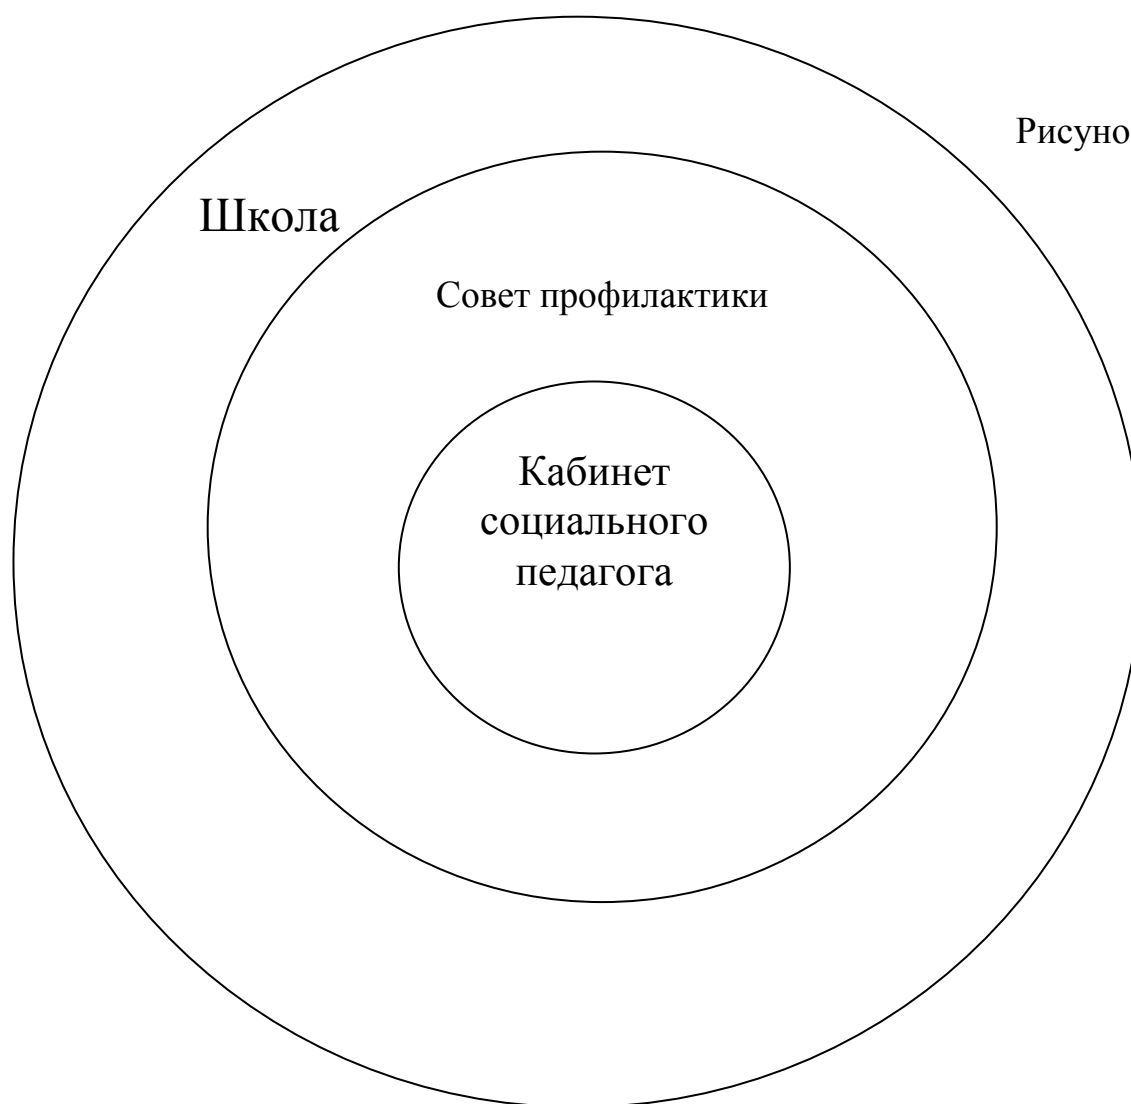 Рисуно
Школа
Совет профилактики
Кабинет
социального
педагога